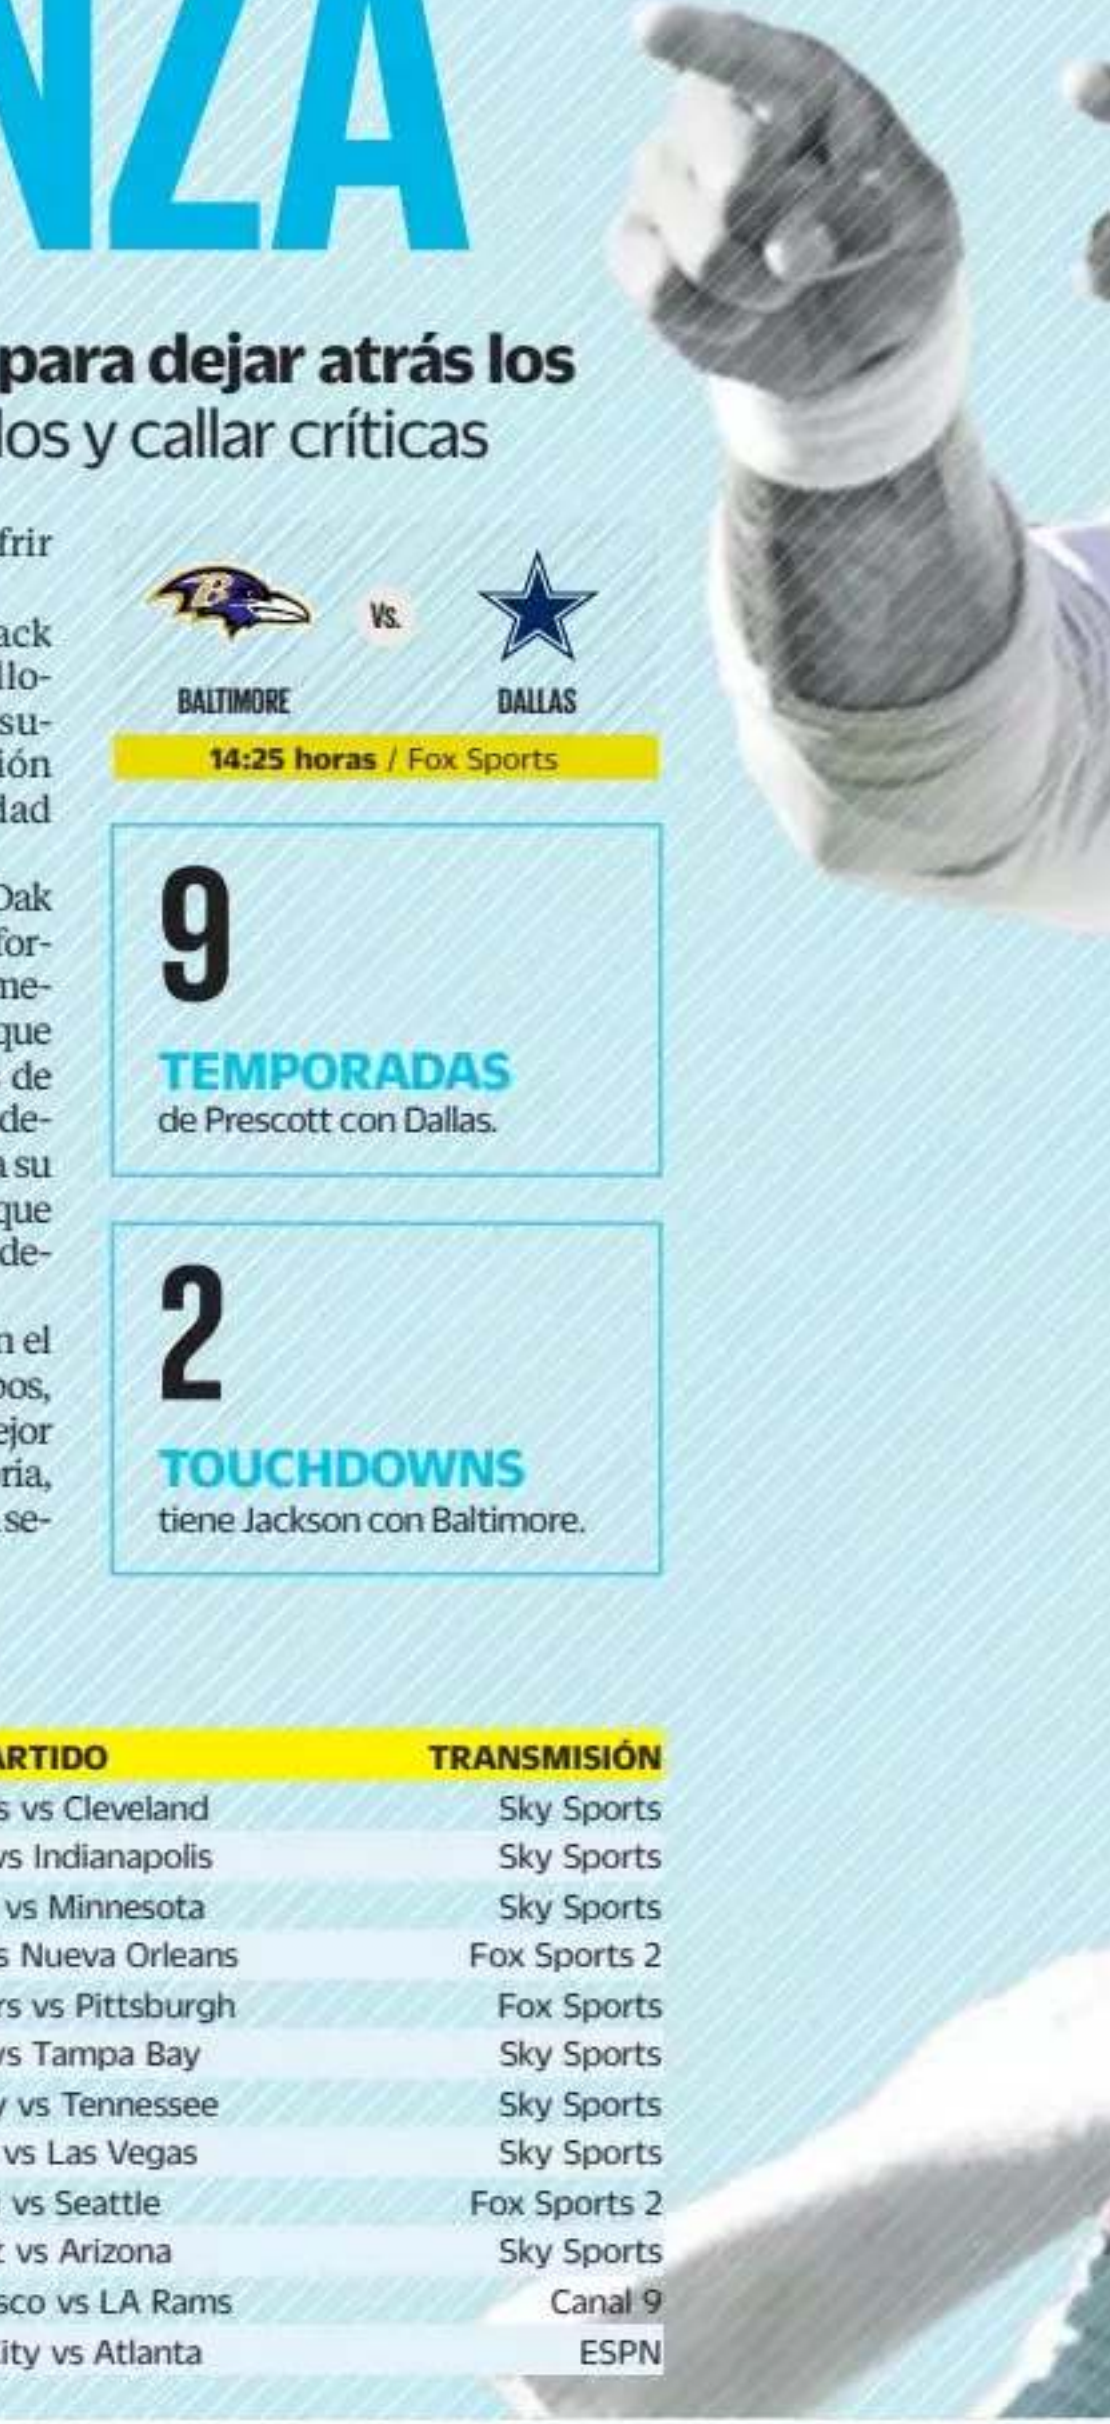 NZA
para dejar atrás los
los y callar críticas
frir
ack
llo-
su-
ión
dad
Dak
for-
me-
que
de
de-
a su
que
de-
n el
pos,
ejor
ria,
se-
B
Vs.
BALTIMORE DALLAS
14:25 horas / Fox Sports
9
TEMPORADAS
de Prescott con Dallas.
2
TOUCHDOWNS
tiene Jackson con Baltimore.
ARTIDO TRANSMISIÓN
s vs Cleveland Sky Sports
vs Indianapolis Sky Sports
vs Minnesota Sky Sports
s Nueva Orleans Fox Sports 2
rs vs Pittsburgh Fox Sports
vs Tampa Bay Sky Sports
y vs Tennessee Sky Sports
vs Las Vegas Sky Sports
vs Seattle Fox Sports 2
t vs Arizona Sky Sports
sco vs LA Rams Canal 9
ity vs Atlanta ESPN